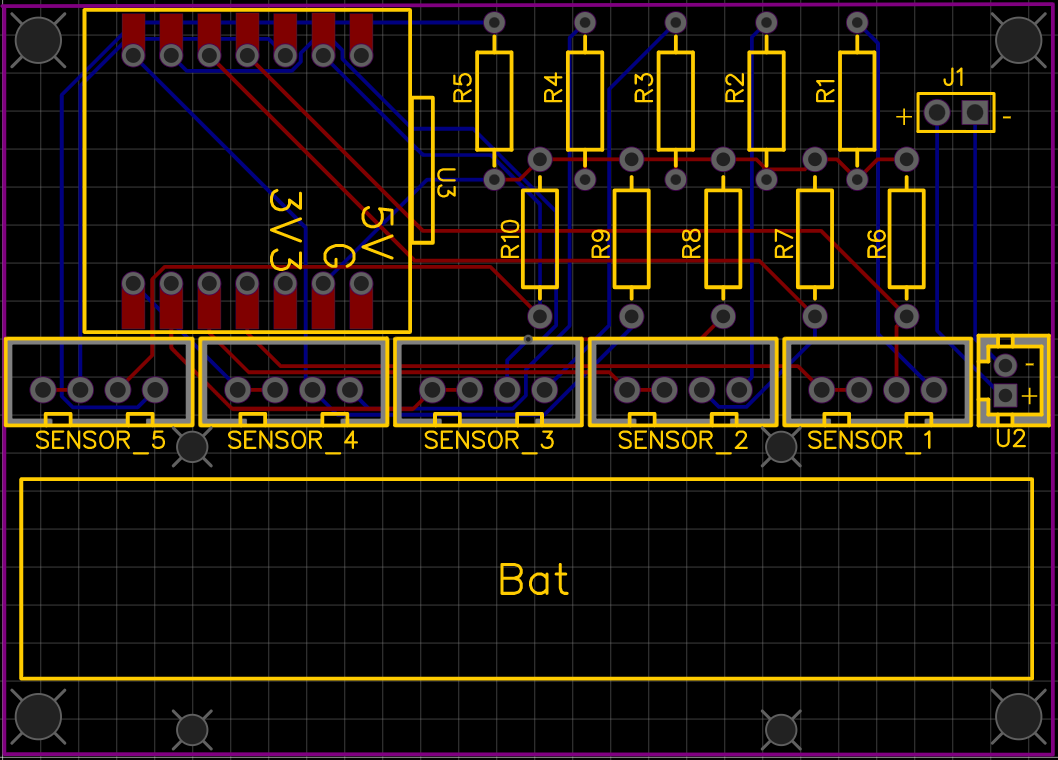 R5
R4
R3
R2
R1
J1
+
-
U3
3V3
G
5V
R10
R9
R8
R7
R6
-
+
SENSOR_5
SENSOR_4
SENSOR_3
SENSOR_2
SENSOR_1
U2
Bat